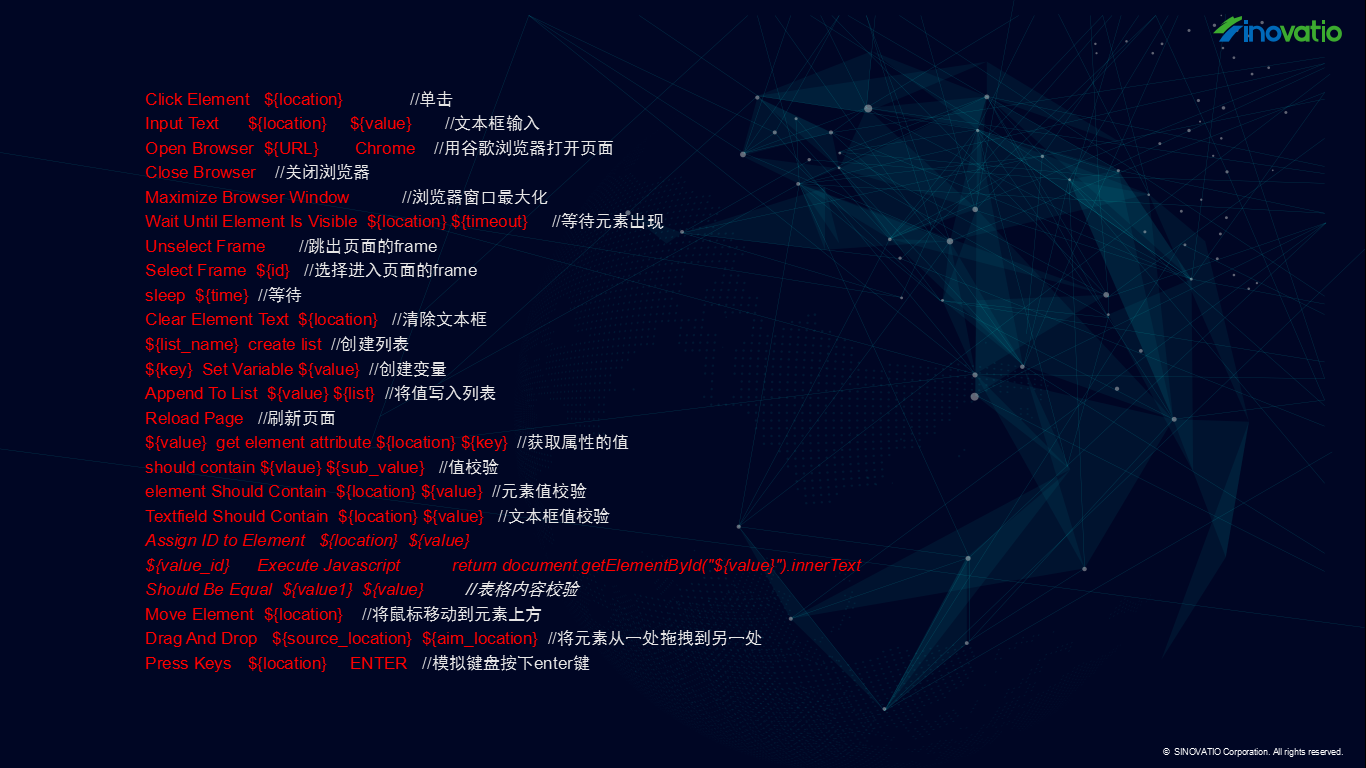 Sinovatio
Click Element ${location} //单击
Input Text ${location} ${value} //文本框输入
Open Browser ${URL} Chrome //用谷歌浏览器打开页面
Close Browser //关闭浏览器
Maximize Browser Window //浏览器窗口最大化
Wait Until Element Is Visible ${location} ${timeout} //等待元素出现
Unselect Frame //跳出页面的frame
Select Frame ${id} //选择进入页面的frame
sleep ${time} //等待
Clear Element Text ${location} //清除文本框
${list_name} create list //创建列表
${key} Set Variable ${value} //创建变量
Append To List ${value} ${list} //将值写入列表
Reload Page //刷新页面
${value} get element attribute ${location} ${key} //获取属性的值
should contain ${vlaue} ${sub_value} //值校验
element Should Contain ${location} ${value} //元素值校验
Textfield Should Contain ${location} ${value} //文本框值校验
Assign ID to Element ${location} ${value}
${value_id} Execute Javascript return document.getElementById("${value}").innerText
Should Be Equal ${value1} ${value} //表格内容校验
Move Element ${location} //将鼠标移动到元素上方
Drag And Drop ${source_location} ${aim_location} //将元素从一处拖拽到另一处
Press Keys ${location} ENTER //模拟键盘按下enter键
© SINOVATIO Corporation. All rights reserved.